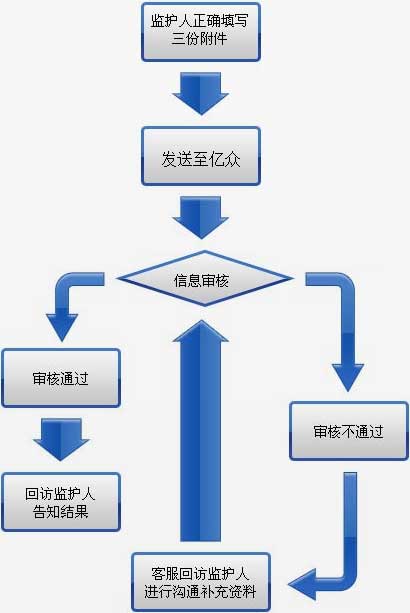 监护人正确填写
三份附件
发送至亿众
信息审核
审核通过
审核不通过
回访监护人
告知结果
客服回访监护人
进行沟通补充资料